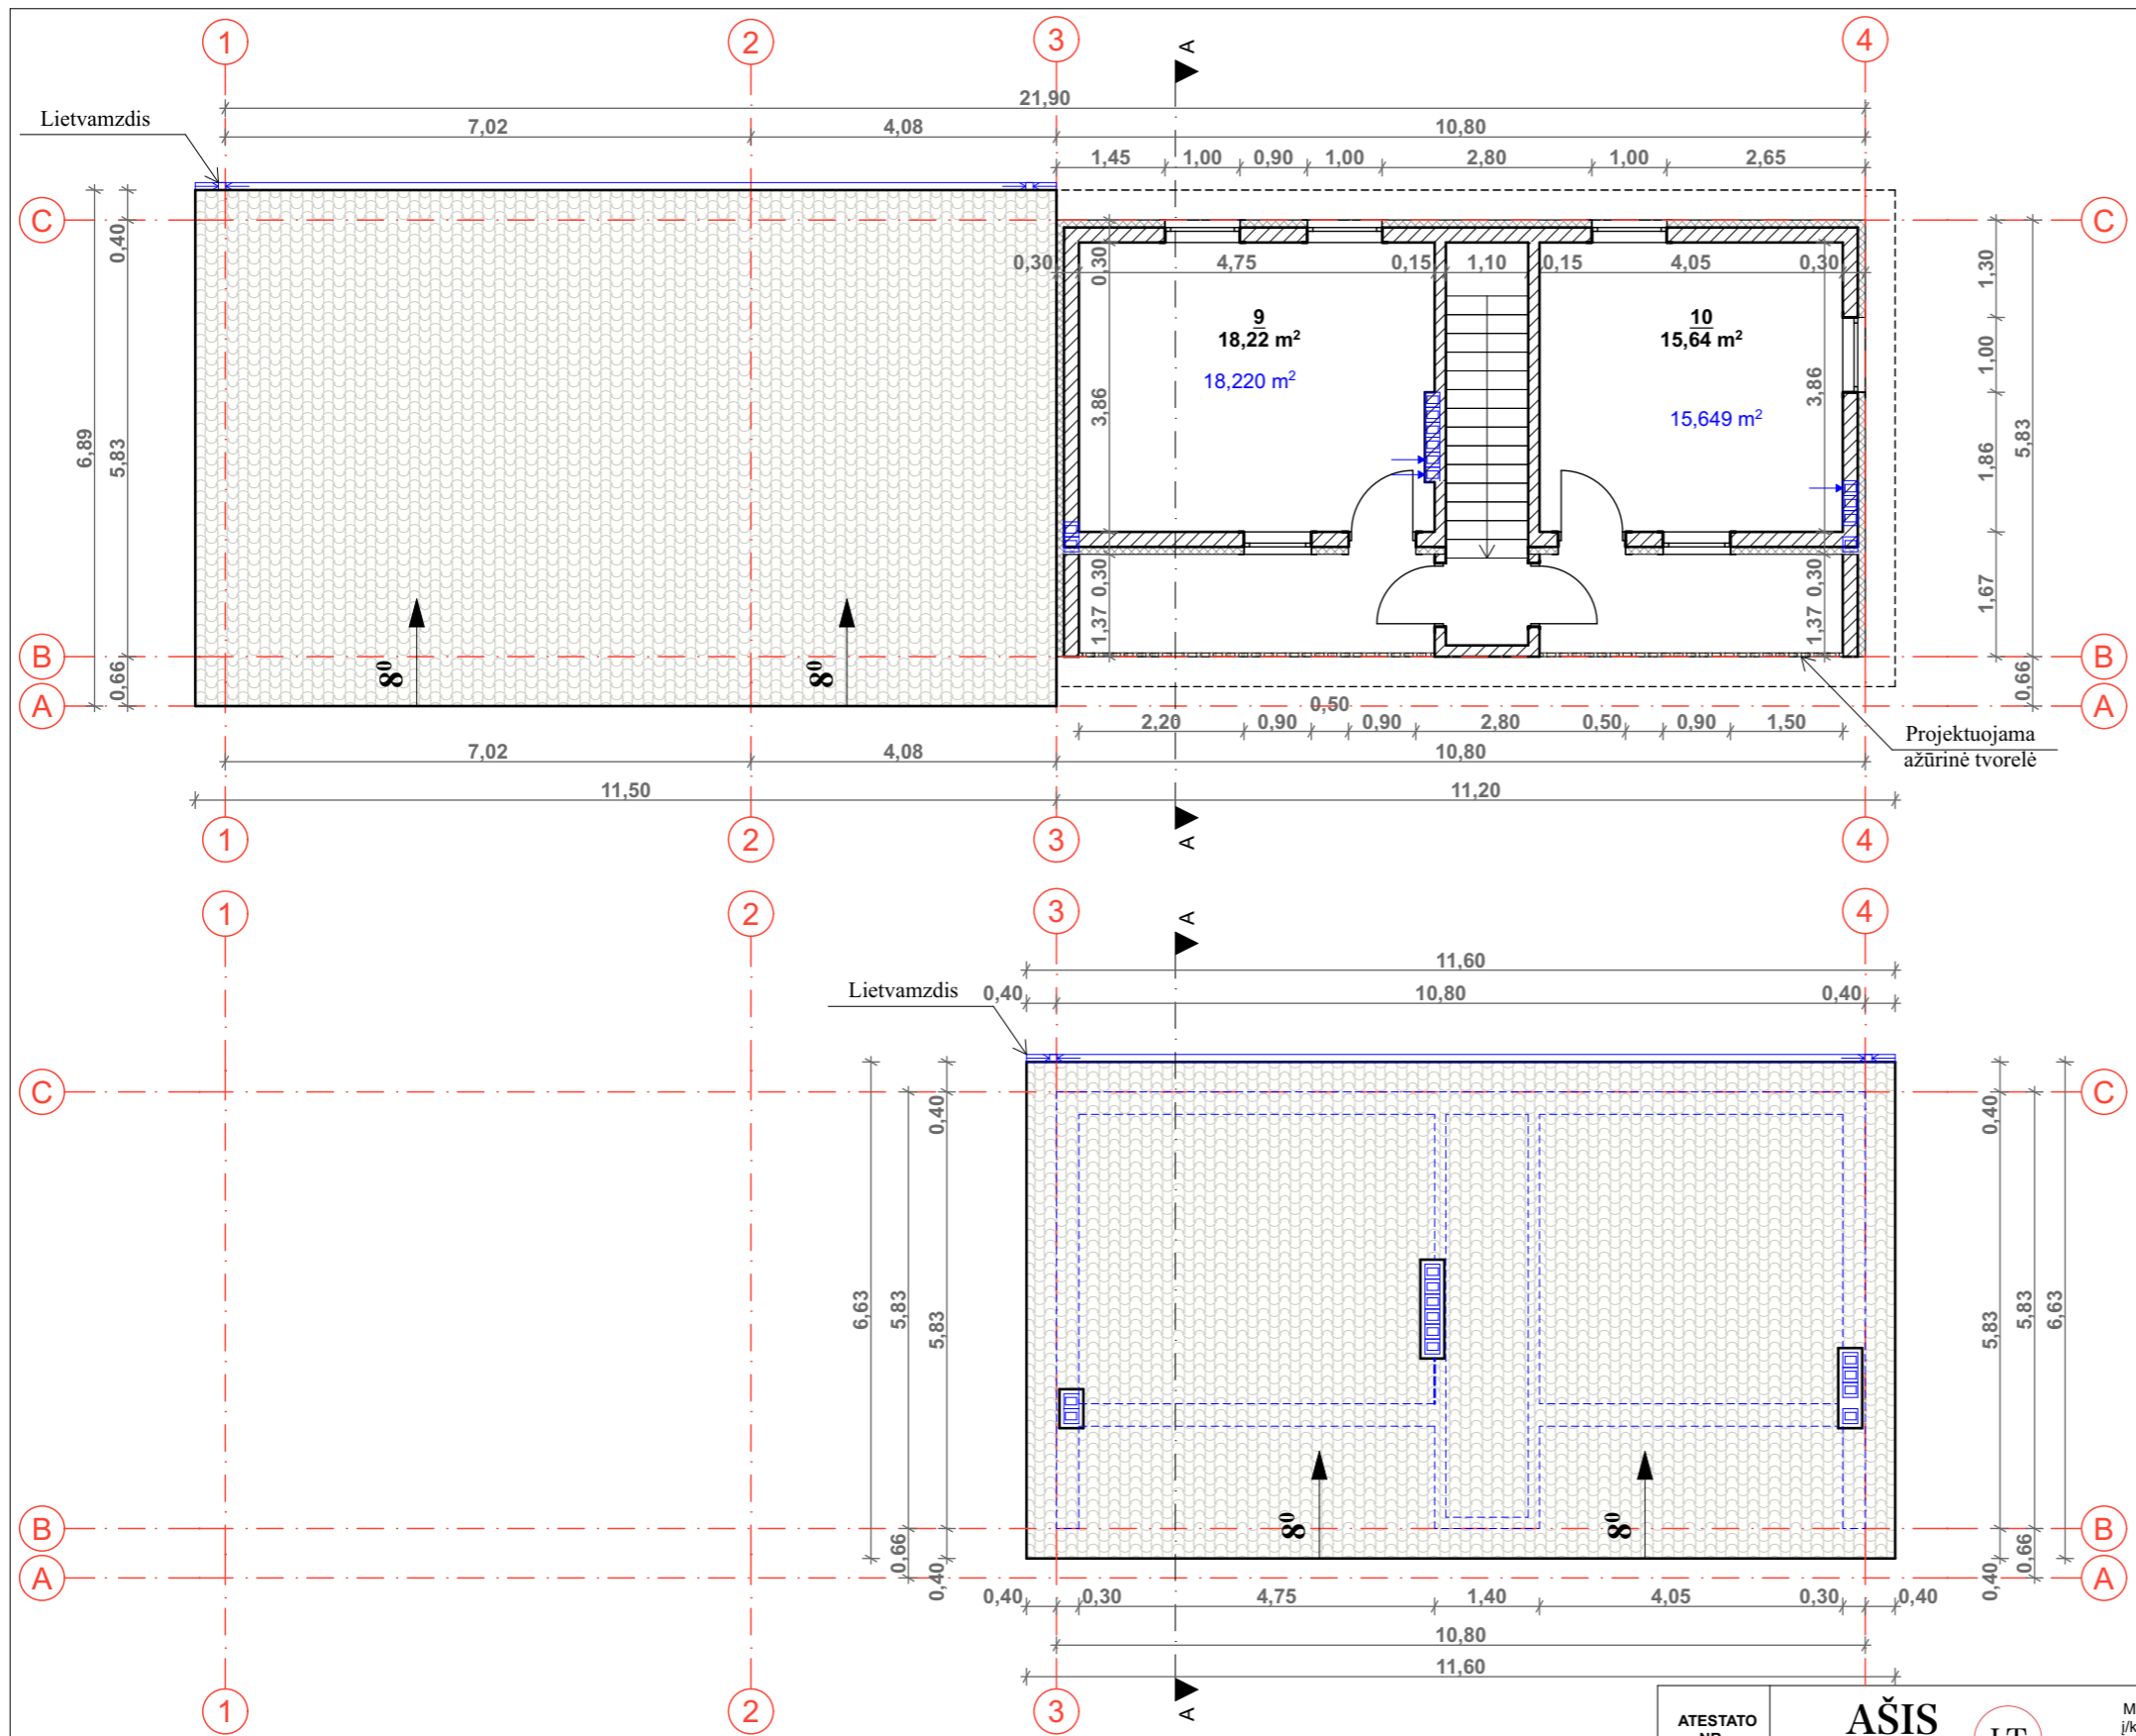 1 2 3 4
A
21,90
Lietvamzdis
7,02 4,08 10,80
1,45 1,00 0,90 1,00 2,80 1,00 2,65
C C
0,40
0,30 0,30 4,75 0,15 1,10 0,15 4,05 0,30
1,30
9 10
18,22 m² 15,64 m²
18,220 m²
15,649 m²
3,86 3,86
1,00
6,89 5,83
1,86 5,83
0,30 0,30
1,37 1,37
1,67
8⁰ 8⁰
B B
0,66 0,66
A A
0,50
2,20 0,90 0,90 2,80 0,50 0,90 1,50
Projektuojama
ažūrinė tvorelė
7,02 4,08 10,80
11,50 11,20
1 2 3 4
A
1 2 3 4
A
11,60
Lietvamzdis
0,40 10,80 0,40
C C
0,40 0,40
6,63 5,83 5,83
5,83 5,83 6,63
8⁰ 8⁰
B B
0,66 0,66
0,40 0,40
A A
0,40 0,30 4,75 1,40 4,05 0,30 0,40
10,80
11,60
1 2 3
A
ATESTATO
AŠIS
LT